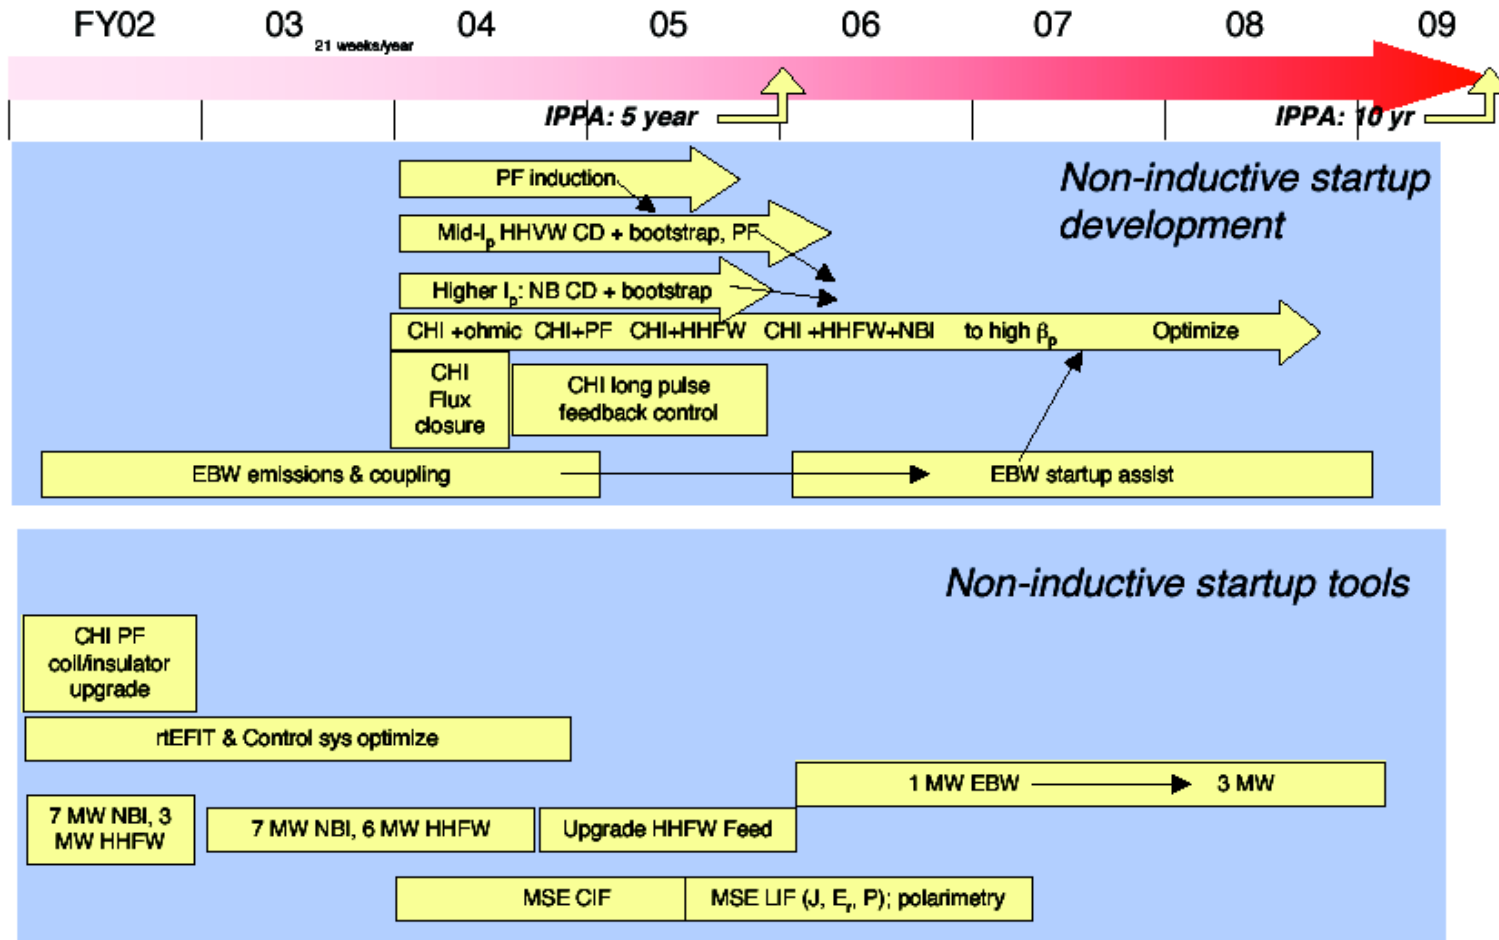 FY02 03 04 05 06 07 08 09
21 weeks/year
IPPA: 5 year
IPPA: 10 yr
Non-inductive startup
development
PF induction
Mid-Ip HHVW CD + bootstrap, PF
Higher Ip: NB CD + bootstrap
CHI +ohmic CHI+PF CHI+HHFW CHI +HHFW+NBI to high βp Optimize
CHI
Flux
closure
CHI long pulse
feedback control
EBW emissions & coupling
EBW startup assist
Non-inductive startup tools
CHI PF
coil/insulator
upgrade
rtEFIT & Control sys optimize
1 MW EBW 3 MW
7 MW NBI, 3
MW HHFW
7 MW NBI, 6 MW HHFW
Upgrade HHFW Feed
MSE CIF
MSE LIF (J, Er, P); polarimetry